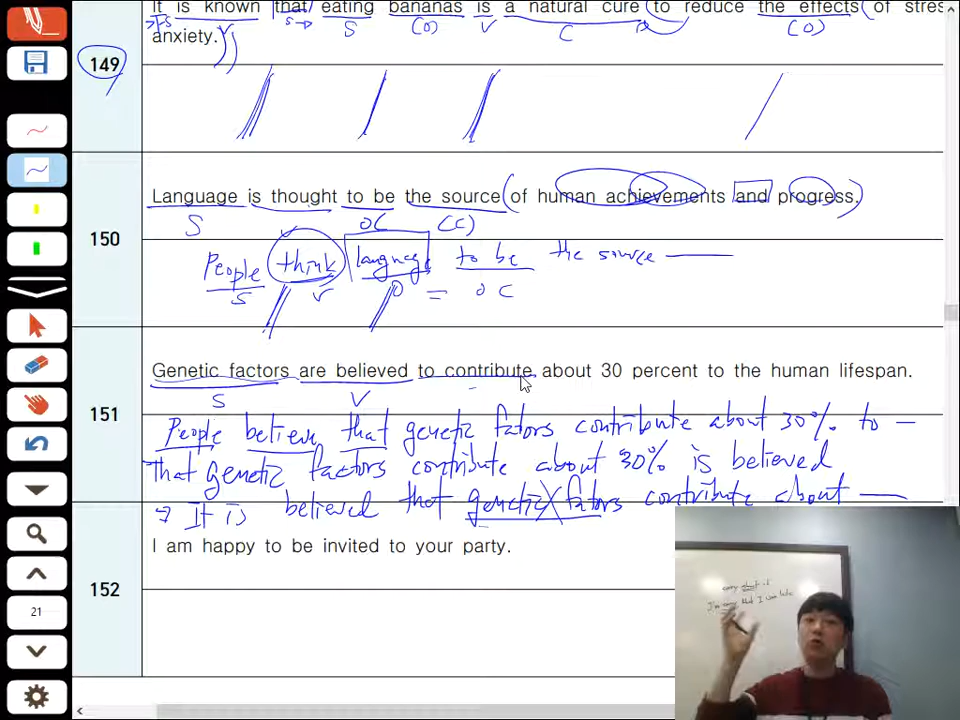 It is known that eating bananas is a natural cure to reduce the effects of stres
S V S (O) V C (O)
anxiety.
149
Language is thought to be the source of human achievements and progress.
S V OC (C)
150
People think language to be the source
S V O = OC
Genetic factors are believed to contribute about 30 percent to the human lifespan.
S V
151
People believe that genetic factors contribute about 30% to
that genetic factors contribute about 30% is believed
→ It is believed that genetic factors contribute about
I am happy to be invited to your party.
152
21